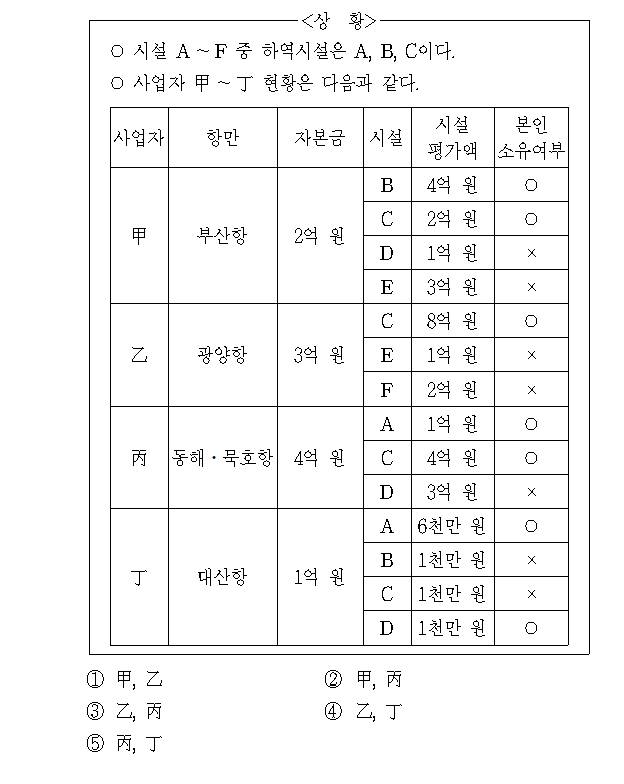 <상 황>
○ 시설 A ~ F 중 하역시설은 A, B, C이다.
○ 사업자 甲 ~ 丁 현황은 다음과 같다.
사업자 항만 자본금 시설 시설 평가액 본인 소유여부
甲 부산항 2억 원 B 4억 원 ○
C 2억 원 ○
D 1억 원 ×
E 3억 원 ×
乙 광양항 3억 원 C 8억 원 ○
E 1억 원 ×
F 2억 원 ×
丙 동해·묵호항 4억 원 A 1억 원 ○
C 4억 원 ○
D 3억 원 ×
丁 대산항 1억 원 A 6천만 원 ○
B 1천만 원 ×
C 1천만 원 ×
D 1천만 원 ○
① 甲, 乙 ② 甲, 丙
③ 乙, 丙 ④ 乙, 丁
⑤ 丙, 丁